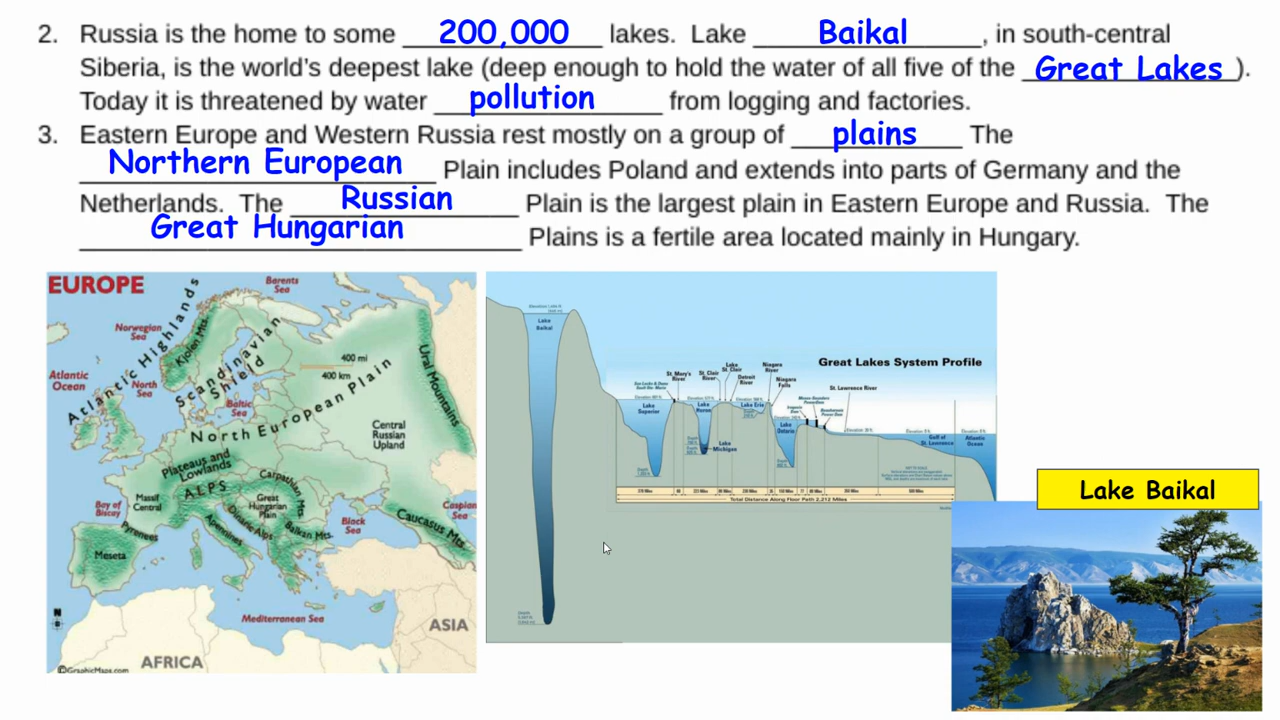 2. Russia is the home to some 200,000 lakes. Lake Baikal, in south-central
Siberia, is the world's deepest lake (deep enough to hold the water of all five of the Great Lakes).
Today it is threatened by water pollution from logging and factories.
3. Eastern Europe and Western Russia rest mostly on a group of plains The
Northern European Plain includes Poland and extends into parts of Germany and the
Netherlands. The Russian Plain is the largest plain in Eastern Europe and Russia. The
Great Hungarian Plains is a fertile area located mainly in Hungary.
EUROPE
Barents
Sea
Norwegian
Sea
Atlantic Highlands
Kjolen Mts.
Scandinavian
Shield
Ural Mountains
400 mi
400 km
Atlantic
Ocean
North
Sea
Baltic
Sea
North European Plain
Central
Russian
Upland
Plateaus and
Lowlands
ALPS
Carpathian Mts.
Bay of
Biscay
Massif
Central
Great
Hungarian
Plain
Caspian
Sea
Pyrenees
Apennines
Dinaric Alps
Balkan Mts.
Black
Sea
Caucasus Mts.
Meseta
N
Mediterranean Sea
ASIA
AFRICA
©GraphicMaps.com
Lake
Baikal
Great Lakes System Profile
St. Mary's
River
St. Clair
River
Lake
St. Clair
Detroit
River
Niagara
River
Niagara
Falls
St. Lawrence River
Lake
Superior
Lake
Huron
Lake Erie
Lake
Michigan
Lake
Ontario
Gulf of
St. Lawrence
Atlantic
Ocean
Total Distance Along Floor Path 2,212 Miles
Lake Baikal